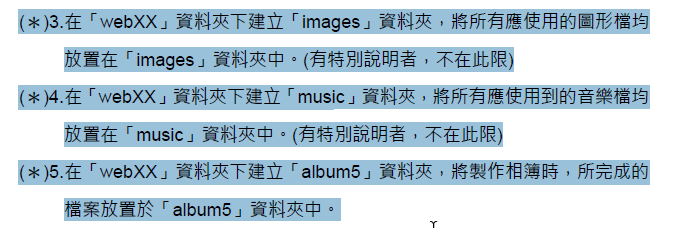 (＊)3.在「webXX」資料夾下建立「images」資料夾，將所有應使用的圖形檔均
放置在「images」資料夾中。(有特別說明者，不在此限)
(＊)4.在「webXX」資料夾下建立「music」資料夾，將所有應使用到的音樂檔均
放置在「music」資料夾中。(有特別說明者，不在此限)
(＊)5.在「webXX」資料夾下建立「album5」資料夾，將製作相簿時，所完成的
檔案放置於「album5」資料夾中。